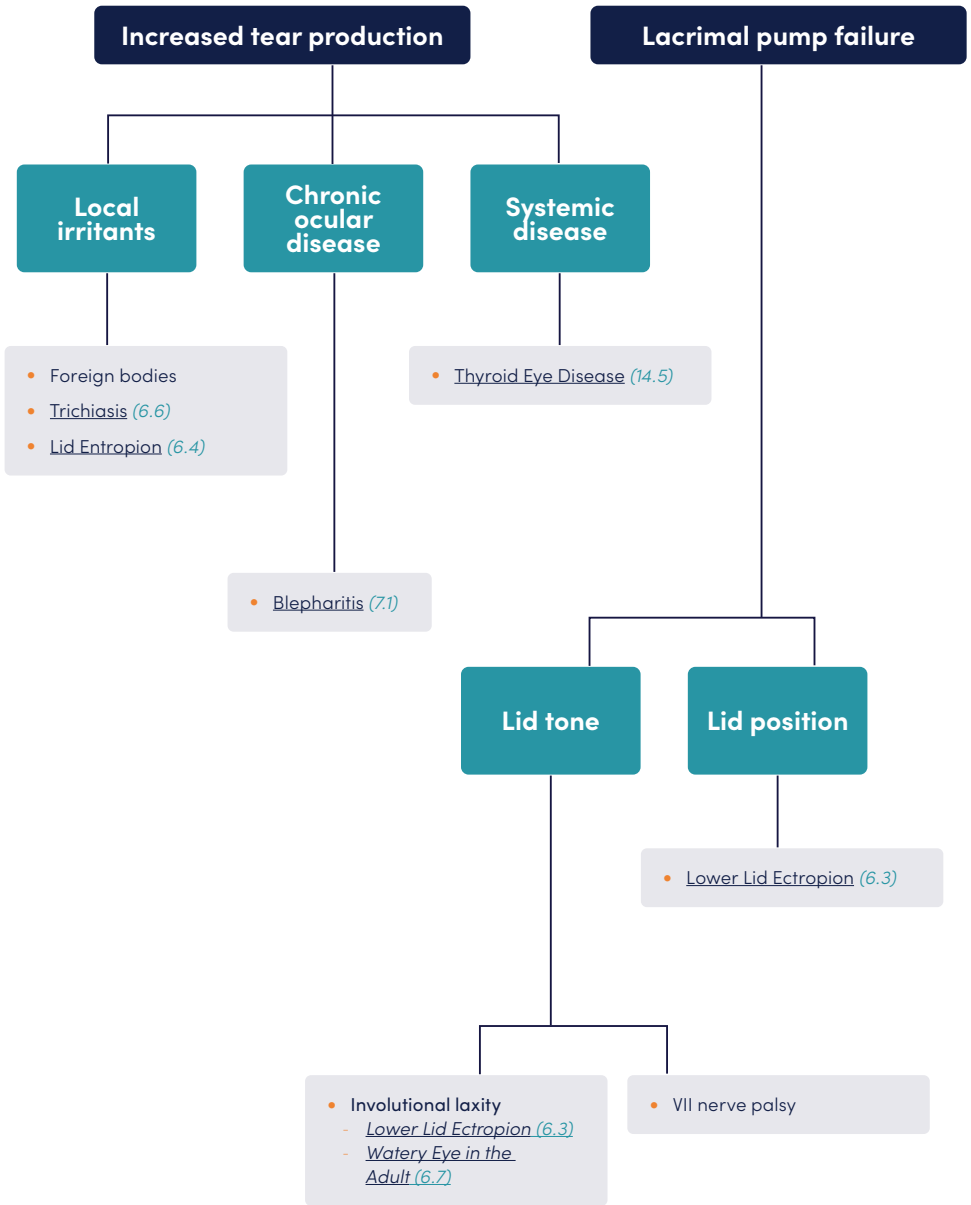 Increased tear production
Lacrimal pump failure
Local
irritants
Chronic
ocular
disease
Systemic
disease
• Foreign bodies
• Trichiasis (6.6)
• Lid Entropion (6.4)
• Thyroid Eye Disease (14.5)
• Blepharitis (7.1)
Lid tone
Lid position
• Lower Lid Ectropion (6.3)
• Involutional laxity
- Lower Lid Ectropion (6.3)
- Watery Eye in the
Adult (6.7)
• VII nerve palsy